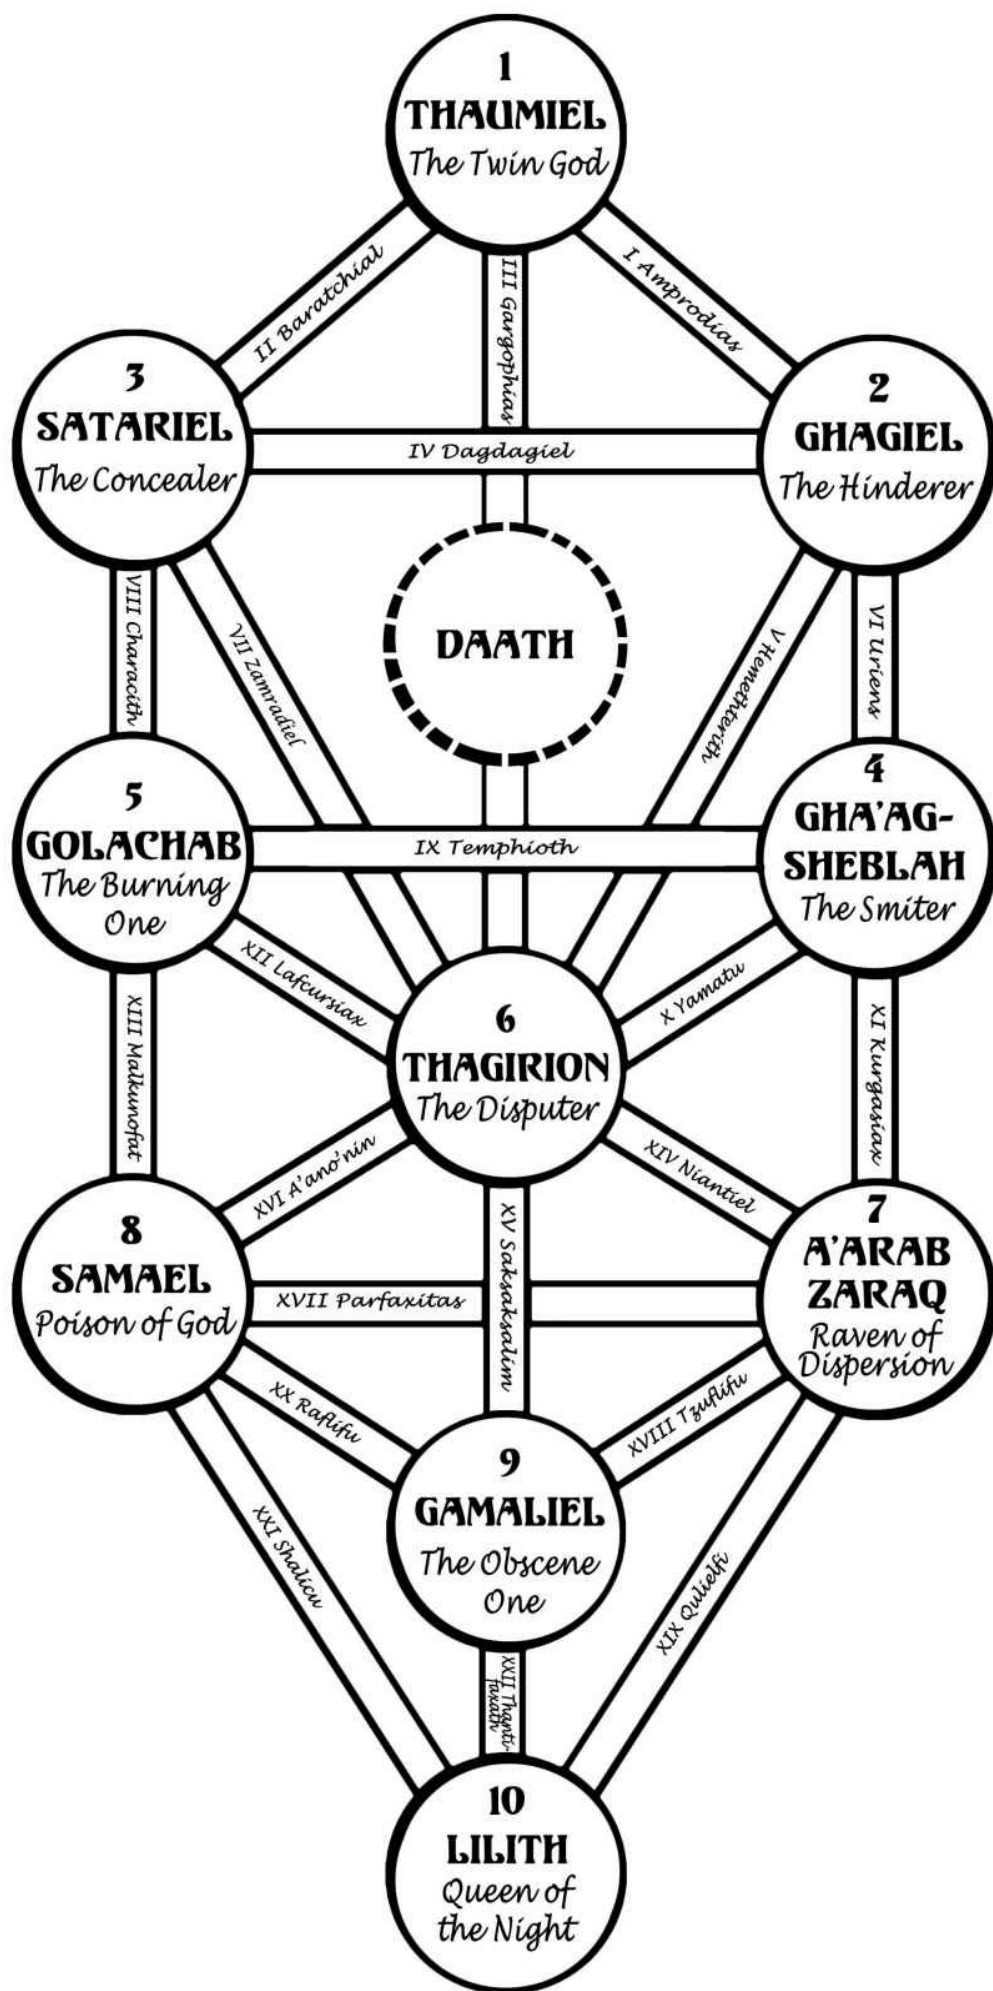 1
THAUMIEL
The Twin God
II Baratchial
III Gargophias
I Amprodias
3
SATARIEL
The Concealer
2
GHAGIEL
The Hinderer
IV Dagdagiel
DAATH
VIII Characith
VII Zamradiel
V Hemethterith
VI Uriens
5
GOLACHAB
The Burning
One
4
GHA'AG-
SHEBLAH
The Smiter
IX Temphioth
XII Lafcursiax
X Yamatu
6
THAGIRION
The Disputer
XIII Malkunofat
XI Kurgasiax
XVI A'ano'nin
XIV Niantiel
8
SAMAEL
Poison of God
XV Saksaksalim
7
A'ARAB
ZARAQ
Raven of
Dispersion
XVII Parfaxitas
XX Raflifu
XVIII Tzuflifu
9
GAMALIEL
The Obscene
One
XXI Shalicu
XIX Qulielfi
XXII Thanti-
faxath
10
LILITH
Queen of
the Night